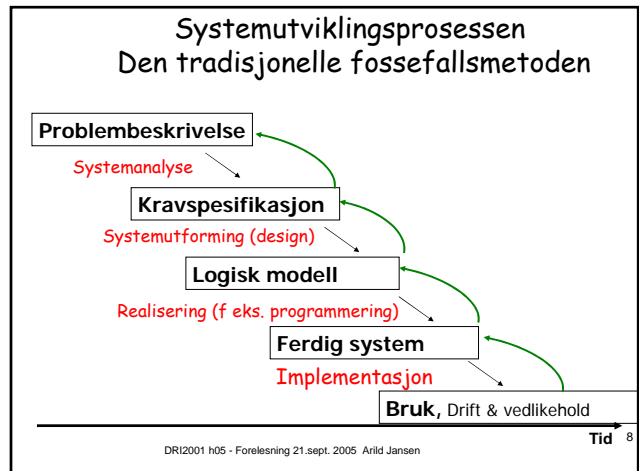 Systemutviklingsprosessen
Den tradisjonelle fossefallsmetoden
Problembeskrivelse
Systemanalyse
Kravspesifikasjon
Systemutforming (design)
Logisk modell
Realisering (f eks. programmering)
Ferdig system
Implementasjon
Bruk, Drift & vedlikehold
Tid 8
DRI2001 h05 - Forelesning 21.sept. 2005 Arild Jansen